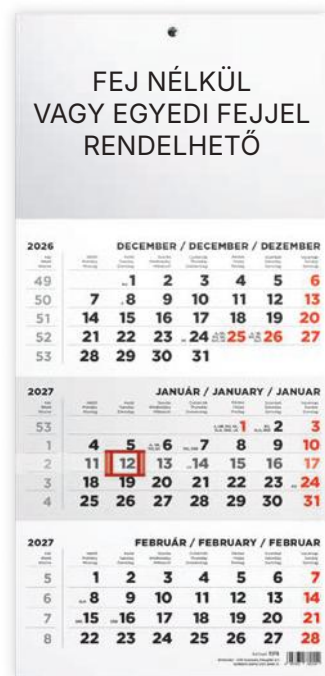 FEJ NÉLKÜL
VAGY EGYEDI FEJJEL
RENDELHETŐ
2026 DECEMBER / DECEMBER / DEZEMBER
49 1 2 3 4 5 6
50 7 8 9 10 11 12 13
51 14 15 16 17 18 19 20
52 21 22 23 24 25 26 27
53 28 29 30 31
2027 JANUÁR / JANUARY / JANUAR
53 1 2 3
1 4 5 6 7 8 9 10
2 11 12 13 14 15 16 17
3 18 19 20 21 22 23 24
4 25 26 27 28 29 30 31
2027 FEBRUÁR / FEBRUARY / FEBRUAR
5 1 2 3 4 5 6 7
6 8 9 10 11 12 13 14
7 15 16 17 18 19 20 21
8 22 23 24 25 26 27 28